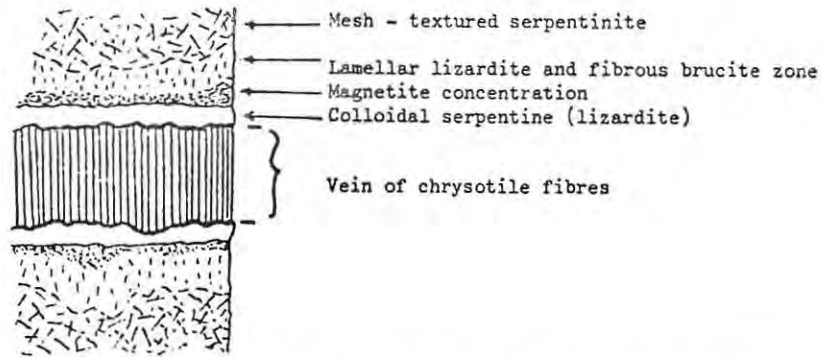 Mesh - textured serpentinite
Lamellar lizardite and fibrous brucite zone
Magnetite concentration
Colloidal serpentine (lizardite)
Vein of chrysotile fibres